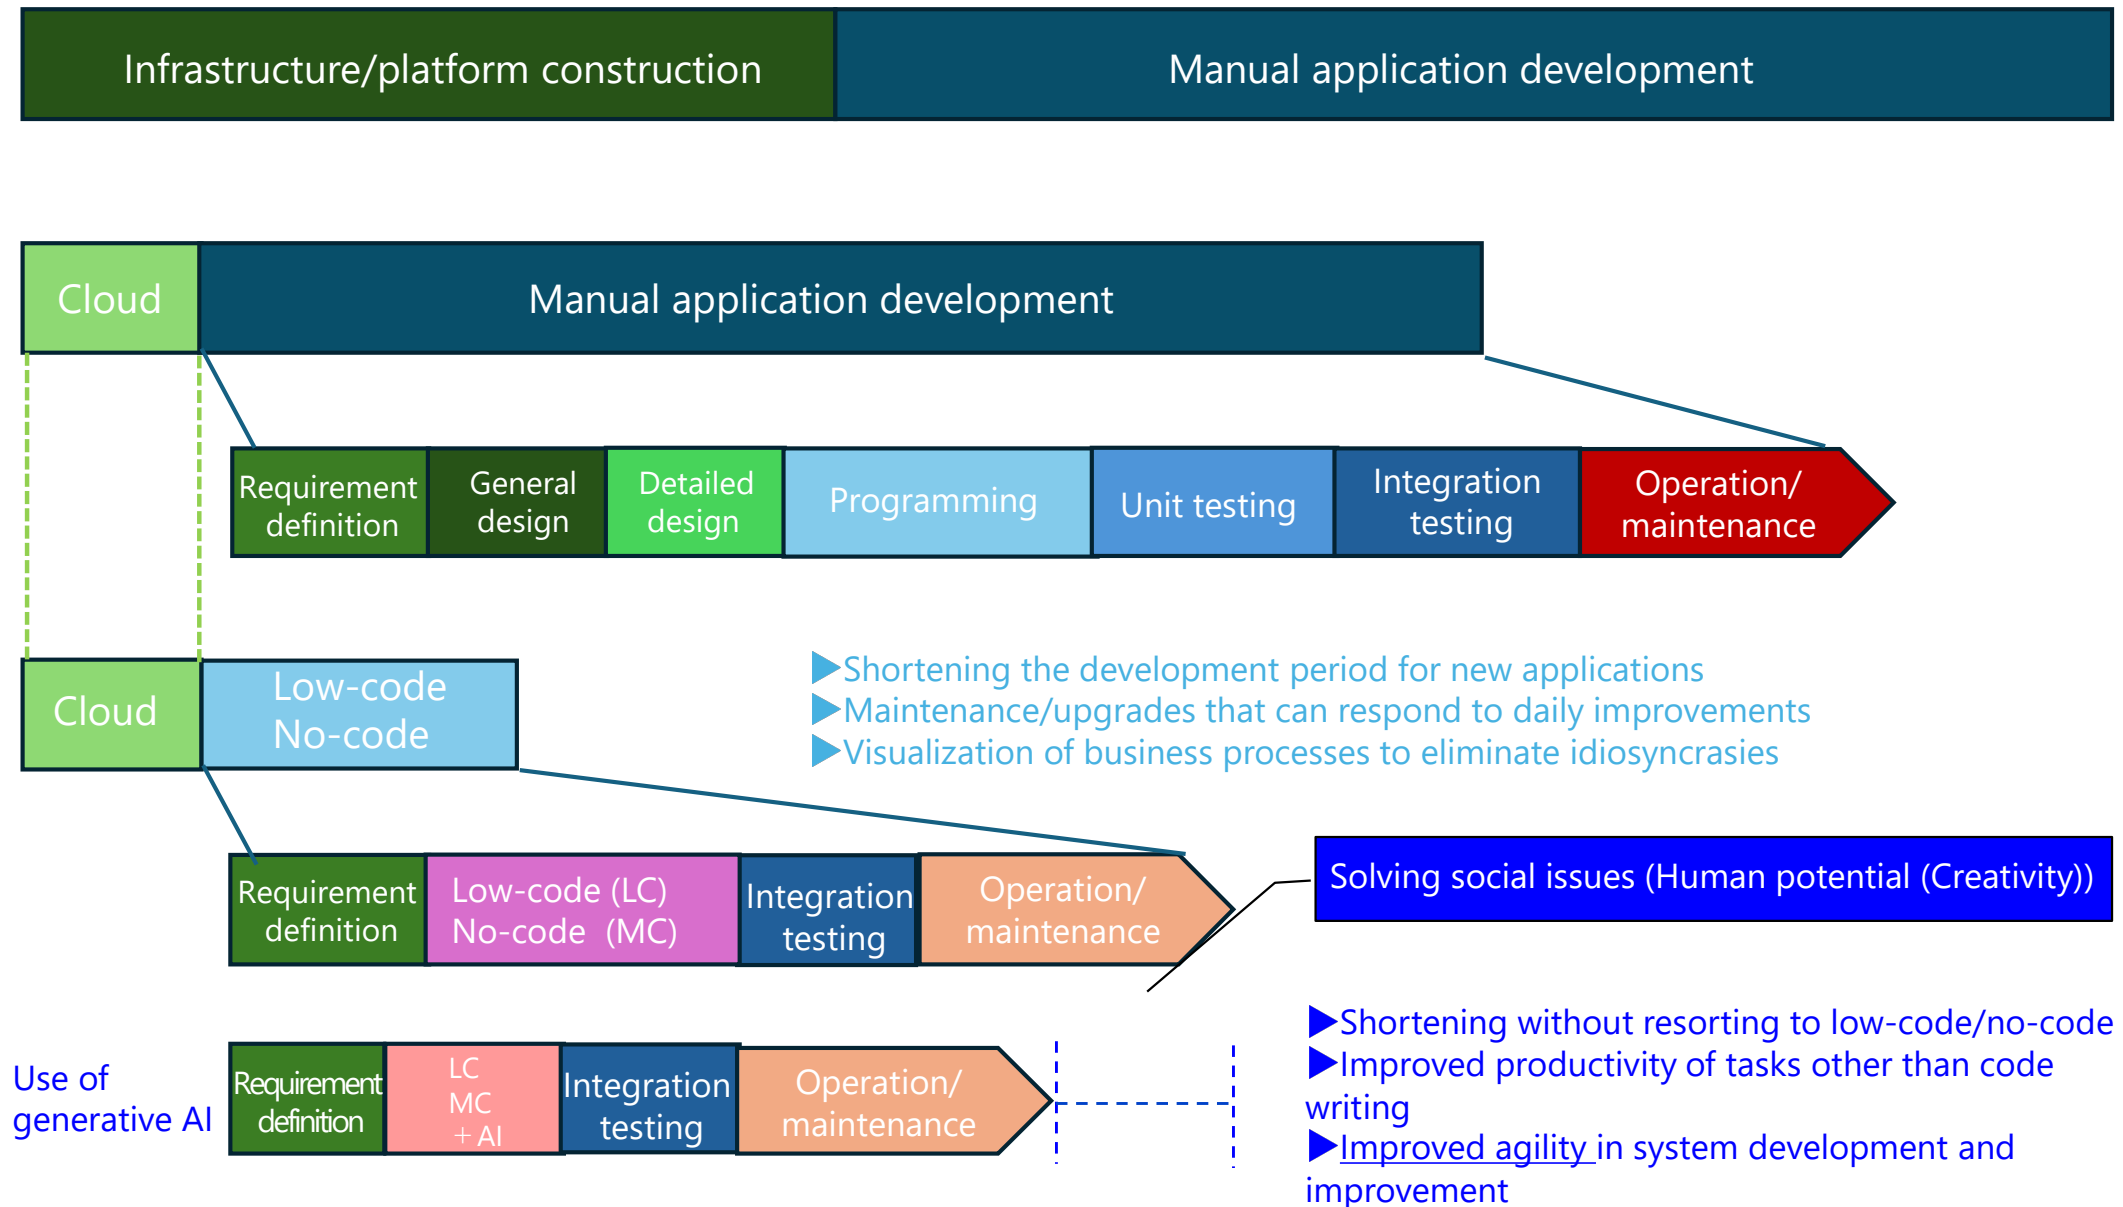 Infrastructure/platform construction
Manual application development
Cloud
Manual application development
Requirement
definition
General
design
Detailed
design
Programming
Unit testing
Integration
testing
Operation/
maintenance
Cloud
Low-code
No-code
▶Shortening the development period for new applications
▶Maintenance/upgrades that can respond to daily improvements
▶Visualization of business processes to eliminate idiosyncrasies
Requirement
definition
Low-code (LC)
No-code (MC)
Integration
testing
Operation/
maintenance
Solving social issues (Human potential (Creativity))
Use of
generative AI
Requirement
definition
LC
MC
＋AI
Integration
testing
Operation/
maintenance
▶Shortening without resorting to low-code/no-code
▶Improved productivity of tasks other than code
writing
▶Improved agility in system development and
improvement